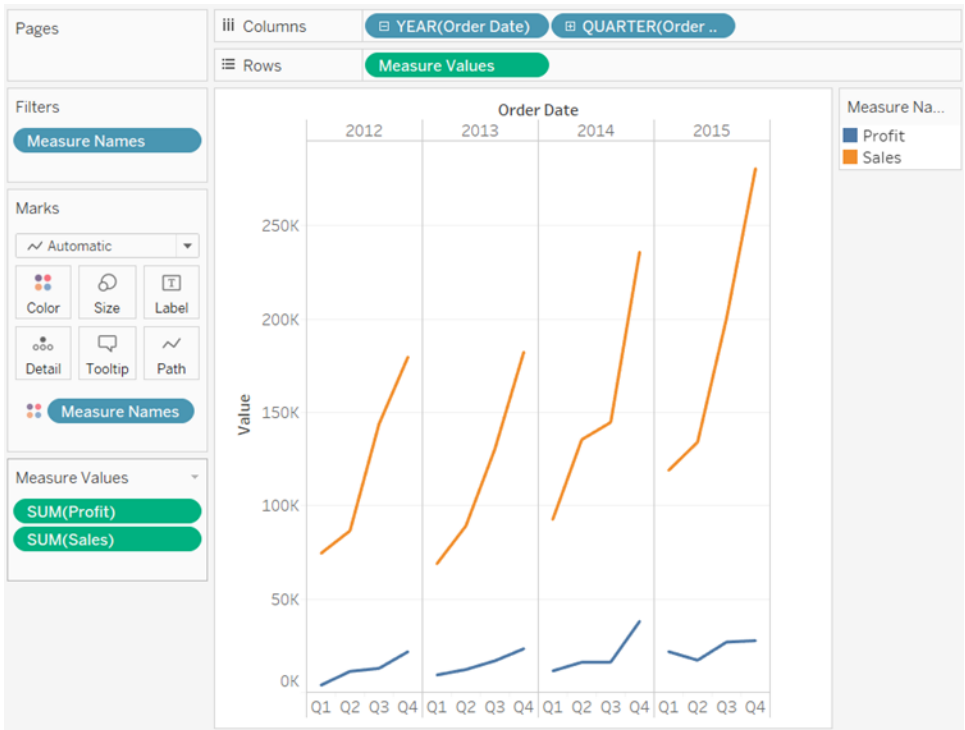 Pages
Columns
YEAR(Order Date)
QUARTER(Order ..
Rows
Measure Values
Filters
Measure Names
Marks
Automatic
Color
Size
Label
Detail
Tooltip
Path
Measure Names
Measure Values
SUM(Profit)
SUM(Sales)
Order Date
2012 2013 2014 2015
Value
250K
200K
150K
100K
50K
0K
Q1 Q2 Q3 Q4 Q1 Q2 Q3 Q4 Q1 Q2 Q3 Q4 Q1 Q2 Q3 Q4
Measure Na...
Profit
Sales